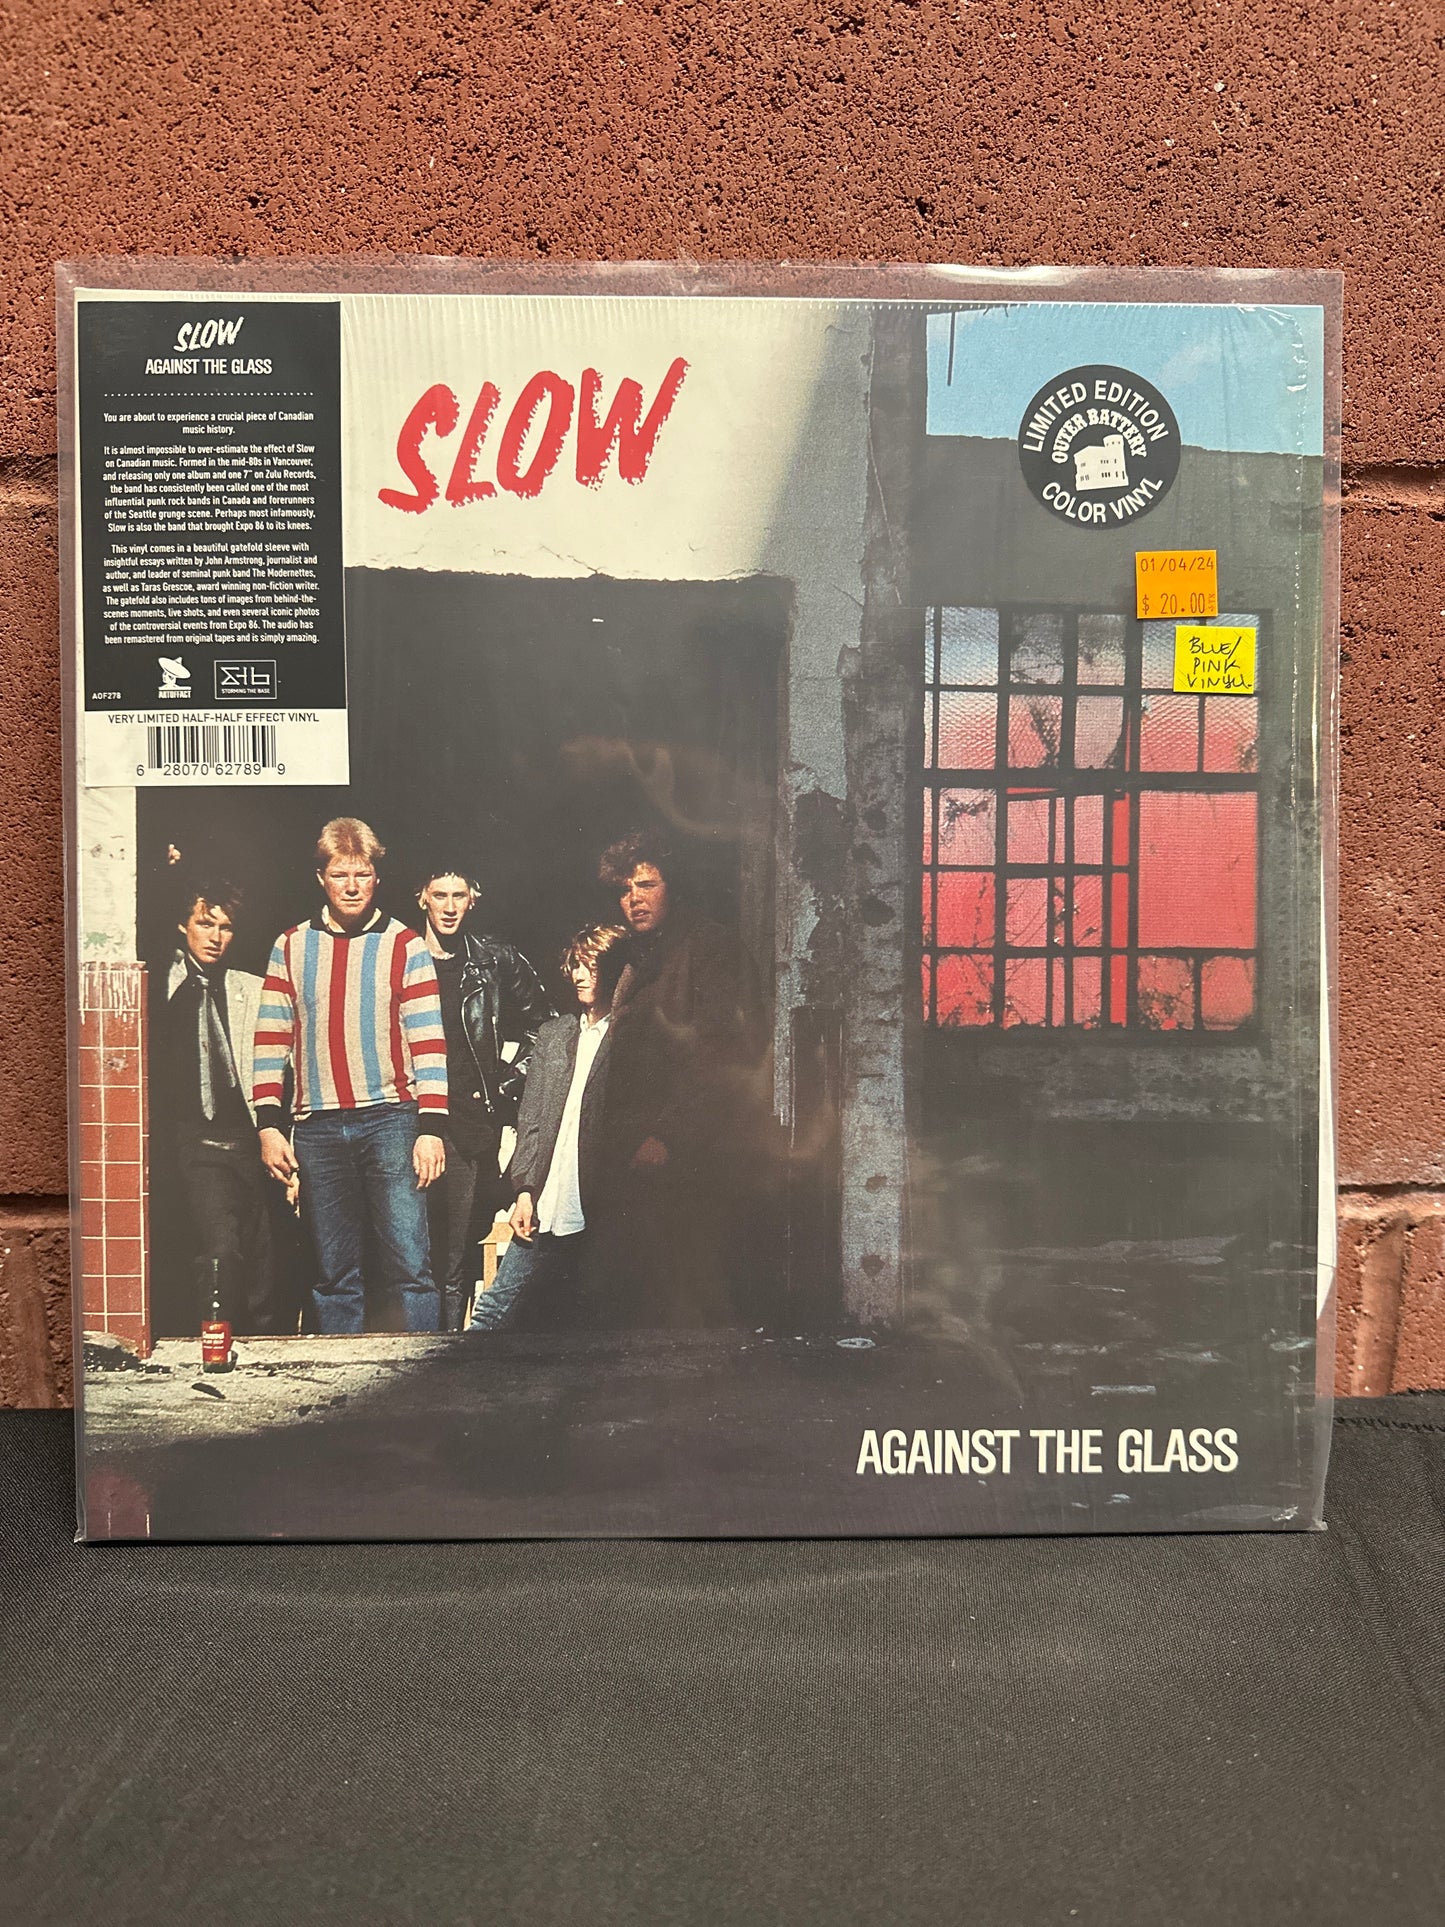 SLOW
AGAINST THE GLASS
You are about to experience a crucial piece of Canadian
music history.
It is almost impossible to over-estimate the effect of Slow
on Canadian music. Formed in the mid-80s in Vancouver,
and releasing only one album and one 7" on Zulu Records,
the band has consistently been called one of the most
influential punk rock bands in Canada and forerunners
of the Seattle grunge scene. Perhaps most infamously,
Slow is also the band that brought Expo 86 to its knees.
This vinyl comes in a beautiful gatefold sleeve with
insightful essays written by John Armstrong, journalist and
author, and leader of seminal punk band The Modernettes,
as well as Taras Grescoe, award winning non-fiction writer.
The gatefold also includes tons of images from behind-the-
scenes moments, live shots, and even several iconic photos
of the controversial events from Expo 86. The audio has
been remastered from original tapes and is simply amazing.
AOF278
ARTOFFACT
STORMING THE BASE
VERY LIMITED HALF-HALF EFFECT VINYL
6 28070 62789 9
SLOW
LIMITED EDITION
OUTER BATTERY
COLOR VINYL
01/04/24
$ 20.00
BLUE/
PINK
VINYL
AGAINST THE GLASS